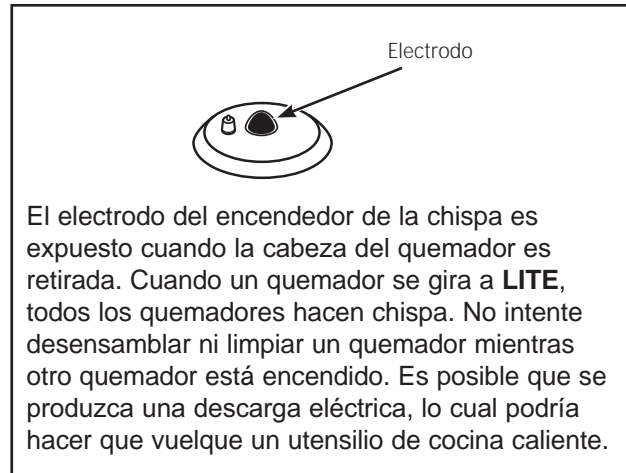 Electrodo
El electrodo del encendedor de la chispa es
expuesto cuando la cabeza del quemador es
retirada. Cuando un quemador se gira a LITE,
todos los quemadores hacen chispa. No intente
desensamblar ni limpiar un quemador mientras
otro quemador está encendido. Es posible que se
produzca una descarga eléctrica, lo cual podría
hacer que vuelque un utensilio de cocina caliente.